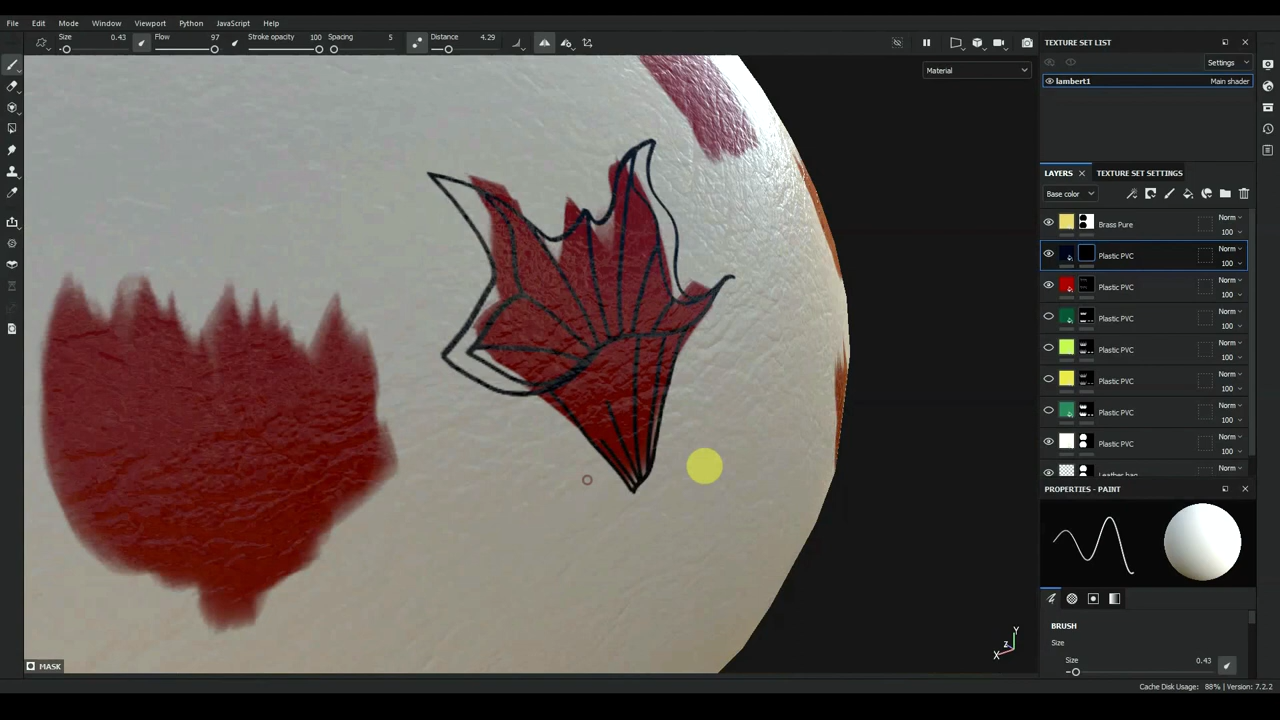 File Edit Mode Window Viewport Python JavaScript Help
Size 0.43 Flow 97 Stroke opacity 100 Spacing 5 Distance 4.29
Material
TEXTURE SET LIST
Settings
lambert1 Main shader
LAYERS TEXTURE SET SETTINGS
Base color
Brass Pure Norm 100
Plastic PVC Norm 100
Plastic PVC Norm 100
Plastic PVC Norm 100
Plastic PVC Norm 100
Plastic PVC Norm 100
Plastic PVC Norm 100
Plastic PVC Norm 100
Leather bag Norm
PROPERTIES - PAINT
BRUSH
Size
Size 0.43
Y
Z
X
MASK
Cache Disk Usage: 88% | Version: 7.2.2